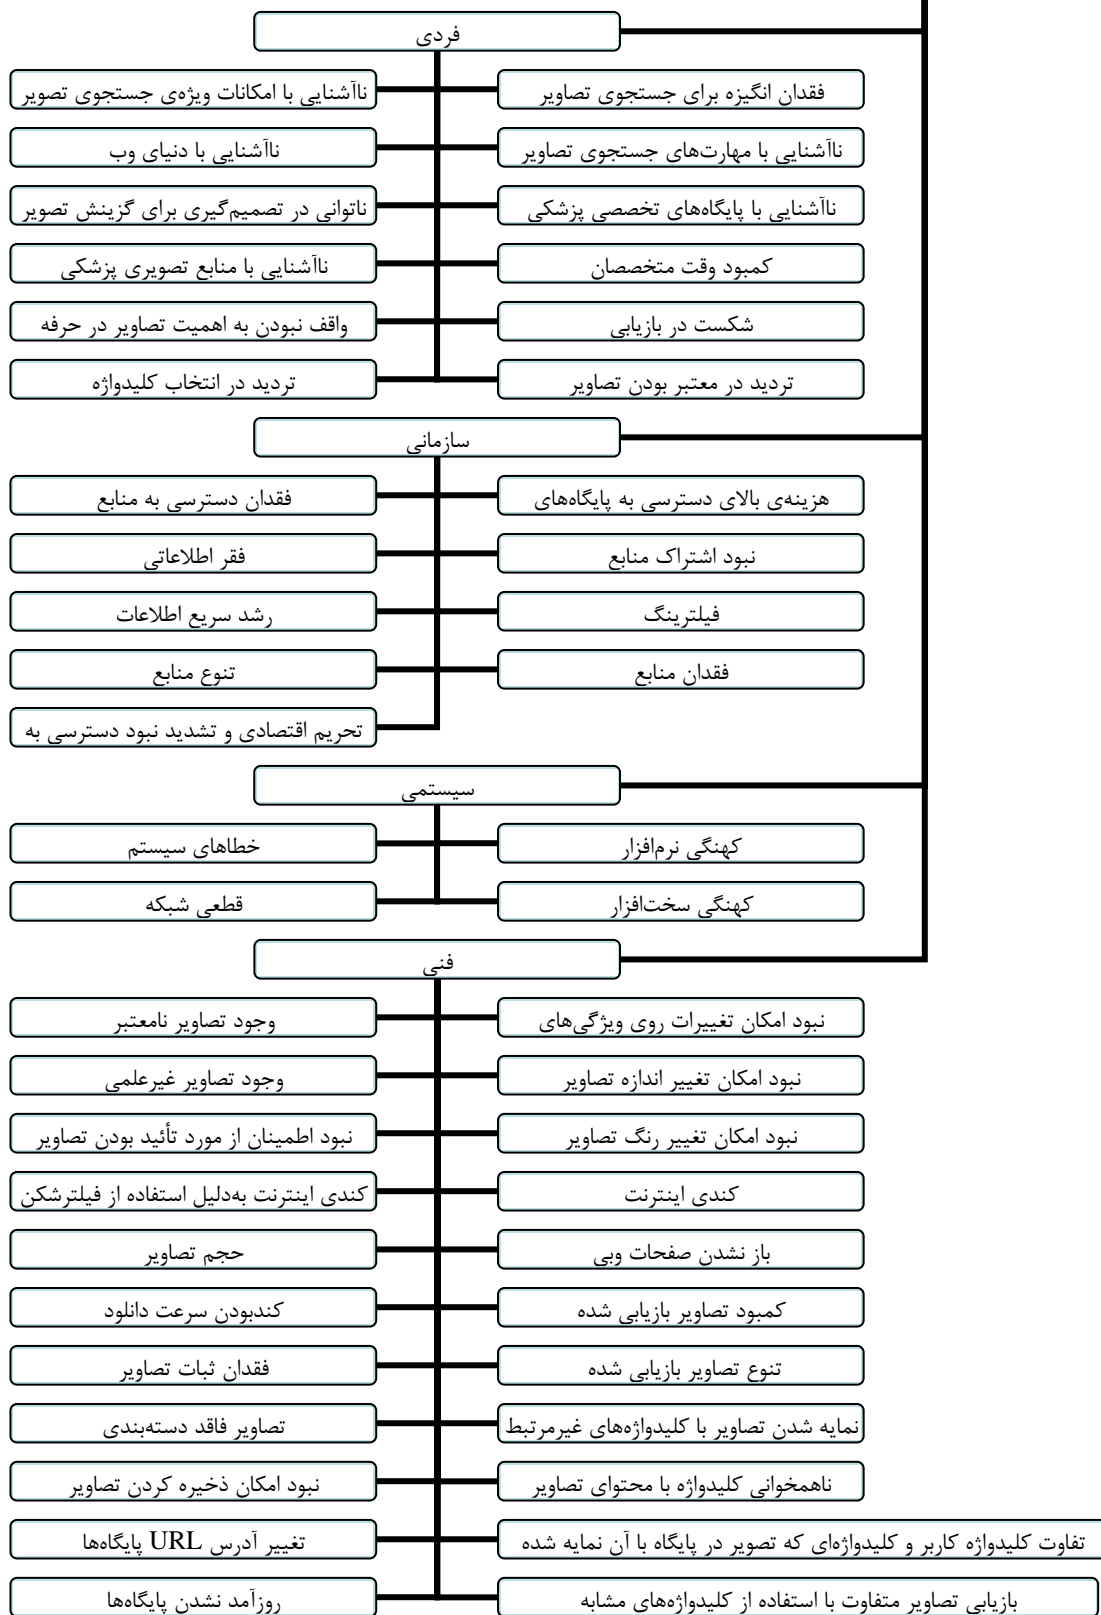 فردی
فقدان انگیزه برای جستجوی تصاویر
ناآشنایی با امکانات ویژه‌ی جستجوی تصویر
ناآشنایی با مهارت‌های جستجوی تصاویر
ناآشنایی با دنیای وب
ناآشنایی با پایگاه‌های تخصصی پزشکی
ناتوانی در تصمیم‌گیری برای گزینش تصویر
کمبود وقت متخصصان
ناآشنایی با منابع تصویری پزشکی
شکست در بازیابی
واقف نبودن به اهمیت تصاویر در حرفه
تردید در معتبر بودن تصاویر
تردید در انتخاب کلیدواژه
سازمانی
هزینه‌ی بالای دسترسی به پایگاه‌های
فقدان دسترسی به منابع
نبود اشتراک منابع
فقر اطلاعاتی
فیلترینگ
رشد سریع اطلاعات
فقدان منابع
تنوع منابع
تحریم اقتصادی و تشدید نبود دسترسی به
سیستمی
کهنگی نرم‌افزار
خطاهای سیستم
کهنگی سخت‌افزار
قطعی شبکه
فنی
نبود امکان تغییرات روی ویژگی‌های
وجود تصاویر نامعتبر
نبود امکان تغییر اندازه تصاویر
وجود تصاویر غیرعلمی
نبود امکان تغییر رنگ تصاویر
نبود اطمینان از مورد تأئید بودن تصاویر
کندی اینترنت
کندی اینترنت به‌دلیل استفاده از فیلترشکن
باز نشدن صفحات وبی
حجم تصاویر
کمبود تصاویر بازیابی شده
کندبودن سرعت دانلود
تنوع تصاویر بازیابی شده
فقدان ثبات تصاویر
نمایه شدن تصاویر با کلیدواژه‌های غیرمرتبط
تصاویر فاقد دسته‌بندی
ناهمخوانی کلیدواژه با محتوای تصاویر
نبود امکان ذخیره کردن تصاویر
تفاوت کلیدواژه کاربر و کلیدواژه‌ای که تصویر در پایگاه با آن نمایه شده
تغییر آدرس URL پایگاه‌ها
بازیابی تصاویر متفاوت با استفاده از کلیدواژه‌های مشابه
روزآمد نشدن پایگاه‌ها